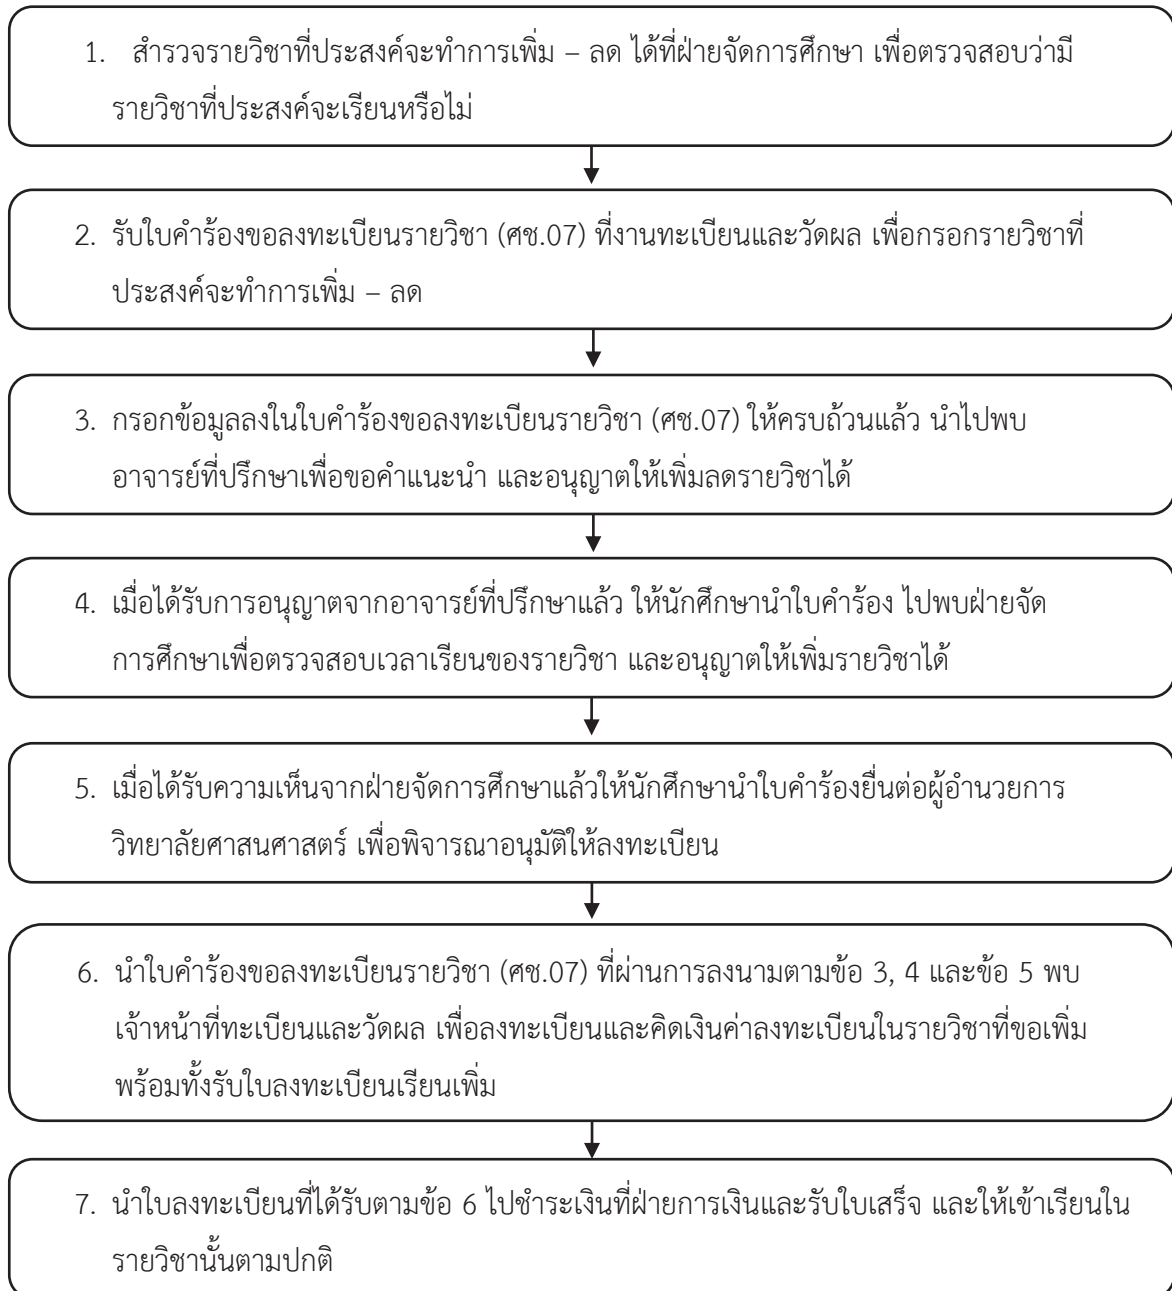 1. สำรวจรายวิชาที่ประสงค์จะทำการเพิ่ม – ลด ได้ที่ฝ่ายจัดการศึกษา เพื่อตรวจสอบว่ามี
รายวิชาที่ประสงค์จะเรียนหรือไม่
2. รับใบคำร้องขอลงทะเบียนรายวิชา (ศช.07) ที่งานทะเบียนและวัดผล เพื่อกรอกรายวิชาที่
ประสงค์จะทำการเพิ่ม – ลด
3. กรอกข้อมูลลงในใบคำร้องขอลงทะเบียนรายวิชา (ศช.07) ให้ครบถ้วนแล้ว นำไปพบ
อาจารย์ที่ปรึกษาเพื่อขอคำแนะนำ และอนุญาตให้เพิ่มลดรายวิชาได้
4. เมื่อได้รับการอนุญาตจากอาจารย์ที่ปรึกษาแล้ว ให้นักศึกษานำใบคำร้อง ไปพบฝ่ายจัด
การศึกษาเพื่อตรวจสอบเวลาเรียนของรายวิชา และอนุญาตให้เพิ่มรายวิชาได้
5. เมื่อได้รับความเห็นจากฝ่ายจัดการศึกษาแล้วให้นักศึกษานำใบคำร้องยื่นต่อผู้อำนวยการ
วิทยาลัยศาสนศาสตร์ เพื่อพิจารณาอนุมัติให้ลงทะเบียน
6. นำใบคำร้องขอลงทะเบียนรายวิชา (ศช.07) ที่ผ่านการลงนามตามข้อ 3, 4 และข้อ 5 พบ
เจ้าหน้าที่ทะเบียนและวัดผล เพื่อลงทะเบียนและคิดเงินค่าลงทะเบียนในรายวิชาที่ขอเพิ่ม
พร้อมทั้งรับใบลงทะเบียนเรียนเพิ่ม
7. นำใบลงทะเบียนที่ได้รับตามข้อ 6 ไปชำระเงินที่ฝ่ายการเงินและรับใบเสร็จ และให้เข้าเรียนใน
รายวิชานั้นตามปกติ